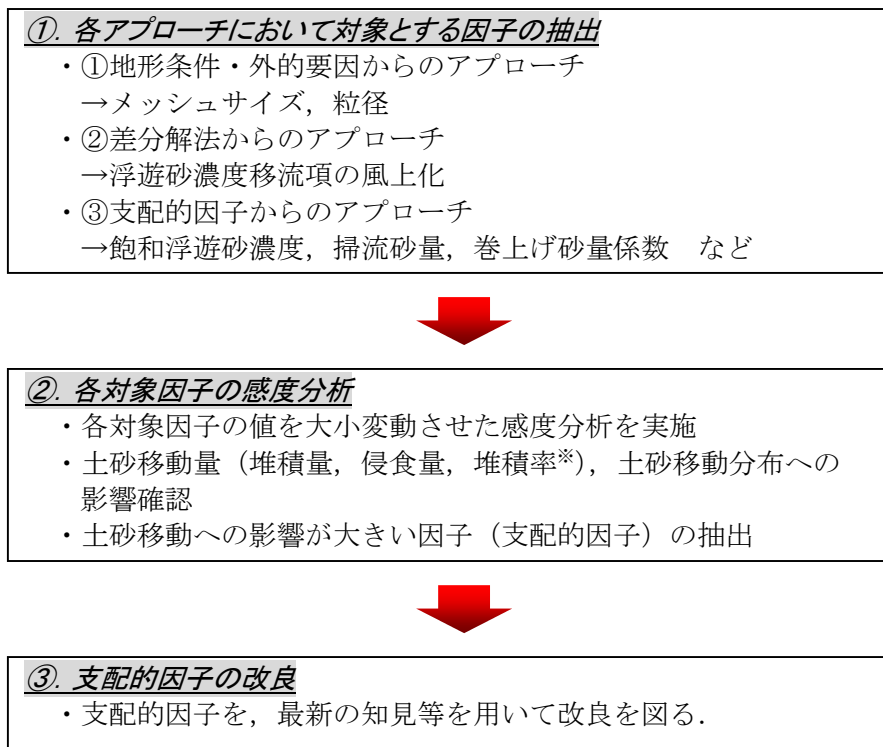 ①. 各アプローチにおいて対象とする因子の抽出
・①地形条件・外的要因からのアプローチ
→メッシュサイズ，粒径
・②差分解法からのアプローチ
→浮遊砂濃度移流項の風上化
・③支配的因子からのアプローチ
→飽和浮遊砂濃度，掃流砂量，巻上げ砂量係数　など
②. 各対象因子の感度分析
・各対象因子の値を大小変動させた感度分析を実施
・土砂移動量（堆積量，侵食量，堆積率※），土砂移動分布への
影響確認
・土砂移動への影響が大きい因子（支配的因子）の抽出
③. 支配的因子の改良
・支配的因子を，最新の知見等を用いて改良を図る．